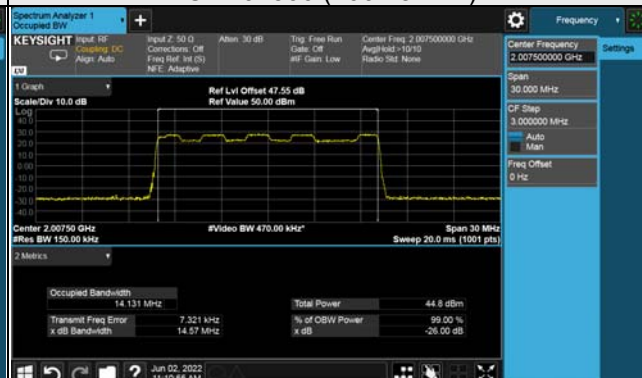 Spectrum Analyzer 1
Occupied BW
Frequency
KEYSIGHT Input: RF
Coupling: DC
Align: Auto
Input Z: 50 Ω
Corrections: Off
Freq Ref: Int (S)
NFE: Adaptive
Atten: 30 dB
Trig: Free Run
Gate: Off
#IF Gain: Low
Center Freq: 2.007500000 GHz
Avg|Hold:>10/10
Radio Std: None
Center Frequency
2.007500000 GHz
Settings
Span
30.000 MHz
CF Step
3.000000 MHz
Auto
Man
Freq Offset
0 Hz
1 Graph
Scale/Div 10.0 dB
Ref Lvl Offset 47.55 dB
Ref Value 50.00 dBm
Log
40.0
30.0
20.0
10.0
0.00
-10.0
-20.0
-30.0
-40.0
Center 2.00750 GHz
#Res BW 150.00 kHz
#Video BW 470.00 kHz*
Span 30 MHz
Sweep 20.0 ms (1001 pts)
2 Metrics
Occupied Bandwidth
14.131 MHz
Total Power 44.8 dBm
Transmit Freq Error 7.321 kHz
% of OBW Power 99.00 %
x dB Bandwidth 14.57 MHz
x dB -26.00 dB
Jun 02, 2022